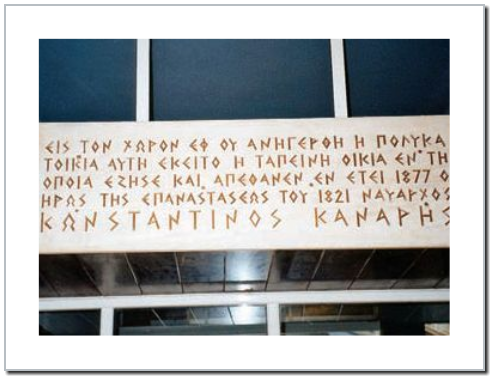 ΕΙΣ ΤΟΝ ΧΩΡΟΝ ΕΦ ΟΥ ΑΝΗΓΕΡΘΗ Η ΠΟΛΥΚΑ
ΤΟΙΚΙΑ ΑΥΤΗ ΕΚΕΙΤΟ Η ΤΑΠΕΙΝΗ ΟΙΚΙΑ ΕΝ ΤΗ
ΟΠΟΙΑ ΕΖΗΣΕ ΚΑΙ ΑΠΕΘΑΝΕΝ ΕΝ ΕΤΕΙ 1877 Ο
ΗΡΩΣ ΤΗΣ ΕΠΑΝΑΣΤΑΣΕΩΣ ΤΟΥ 1821 ΝΑΥΑΡΧΟΣ
ΚΩΝΣΤΑΝΤΙΝΟΣ ΚΑΝΑΡΗΣ